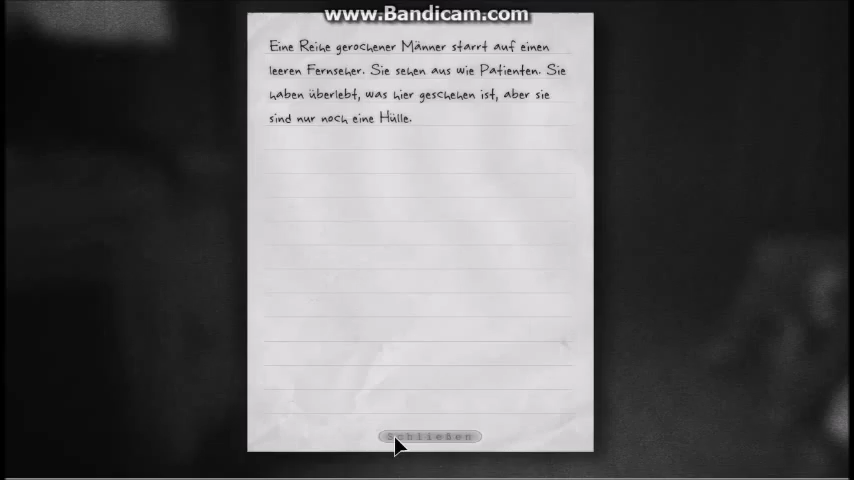 www.Bandicam.com
Eine Reihe gerochener Männer starrt auf einen
leeren Fernseher. Sie sehen aus wie Patienten. Sie
haben überlebt, was hier geschehen ist, aber sie
sind nur noch eine Hülle.
Schließen